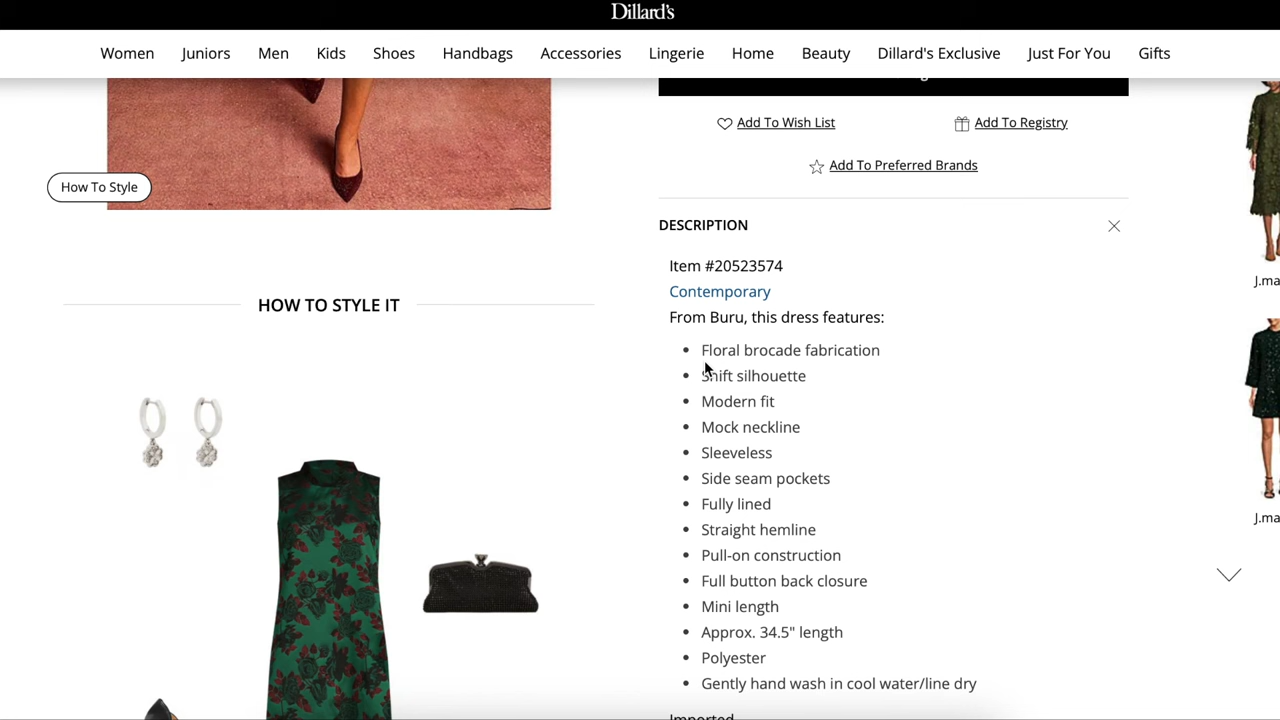 Dillard's
Women Juniors Men Kids Shoes Handbags Accessories Lingerie Home Beauty Dillard's Exclusive Just For You Gifts
Add To Wish List Add To Registry
Add To Preferred Brands
How To Style
DESCRIPTION
Item #20523574
Contemporary
From Buru, this dress features:
• Floral brocade fabrication
• Shift silhouette
• Modern fit
• Mock neckline
• Sleeveless
• Side seam pockets
• Fully lined
• Straight hemline
• Pull-on construction
• Full button back closure
• Mini length
• Approx. 34.5" length
• Polyester
• Gently hand wash in cool water/line dry
Imported
HOW TO STYLE IT
J.ma
J.ma